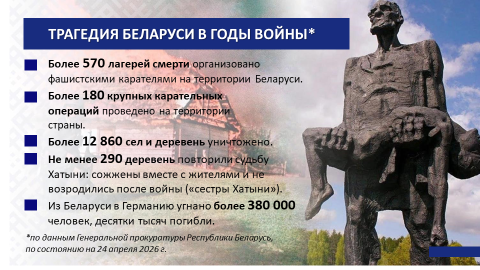 ТРАГЕДИЯ БЕЛАРУСИ В ГОДЫ ВОЙНЫ*
Более 570 лагерей смерти организовано
фашистскими карателями на территории Беларуси.
Более 180 крупных карательных
операций проведено на территории
страны.
Более 12 860 сел и деревень уничтожено.
Не менее 290 деревень повторили судьбу
Хатыни: сожжены вместе с жителями и не
возродились после войны («сестры Хатыни»).
Из Беларуси в Германию угнано более 380 000
человек, десятки тысяч погибли.
*по данным Генеральной прокуратуры Республики Беларусь,
по состоянию на 24 апреля 2026 г.